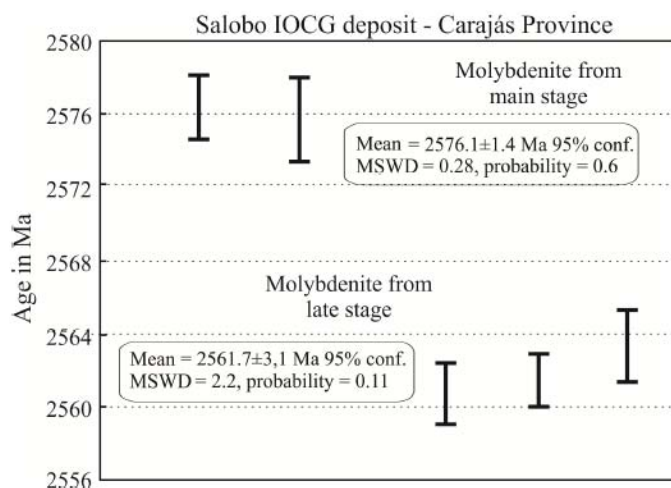 Salobo IOCG deposit - Carajás Province
2580
2576
2572
2568
2564
2560
2556
Age in Ma
Molybdenite from
main stage
Mean = 2576.1±1.4 Ma 95% conf.
MSWD = 0.28, probability = 0.6
Molybdenite from
late stage
Mean = 2561.7±3,1 Ma 95% conf.
MSWD = 2.2, probability = 0.11